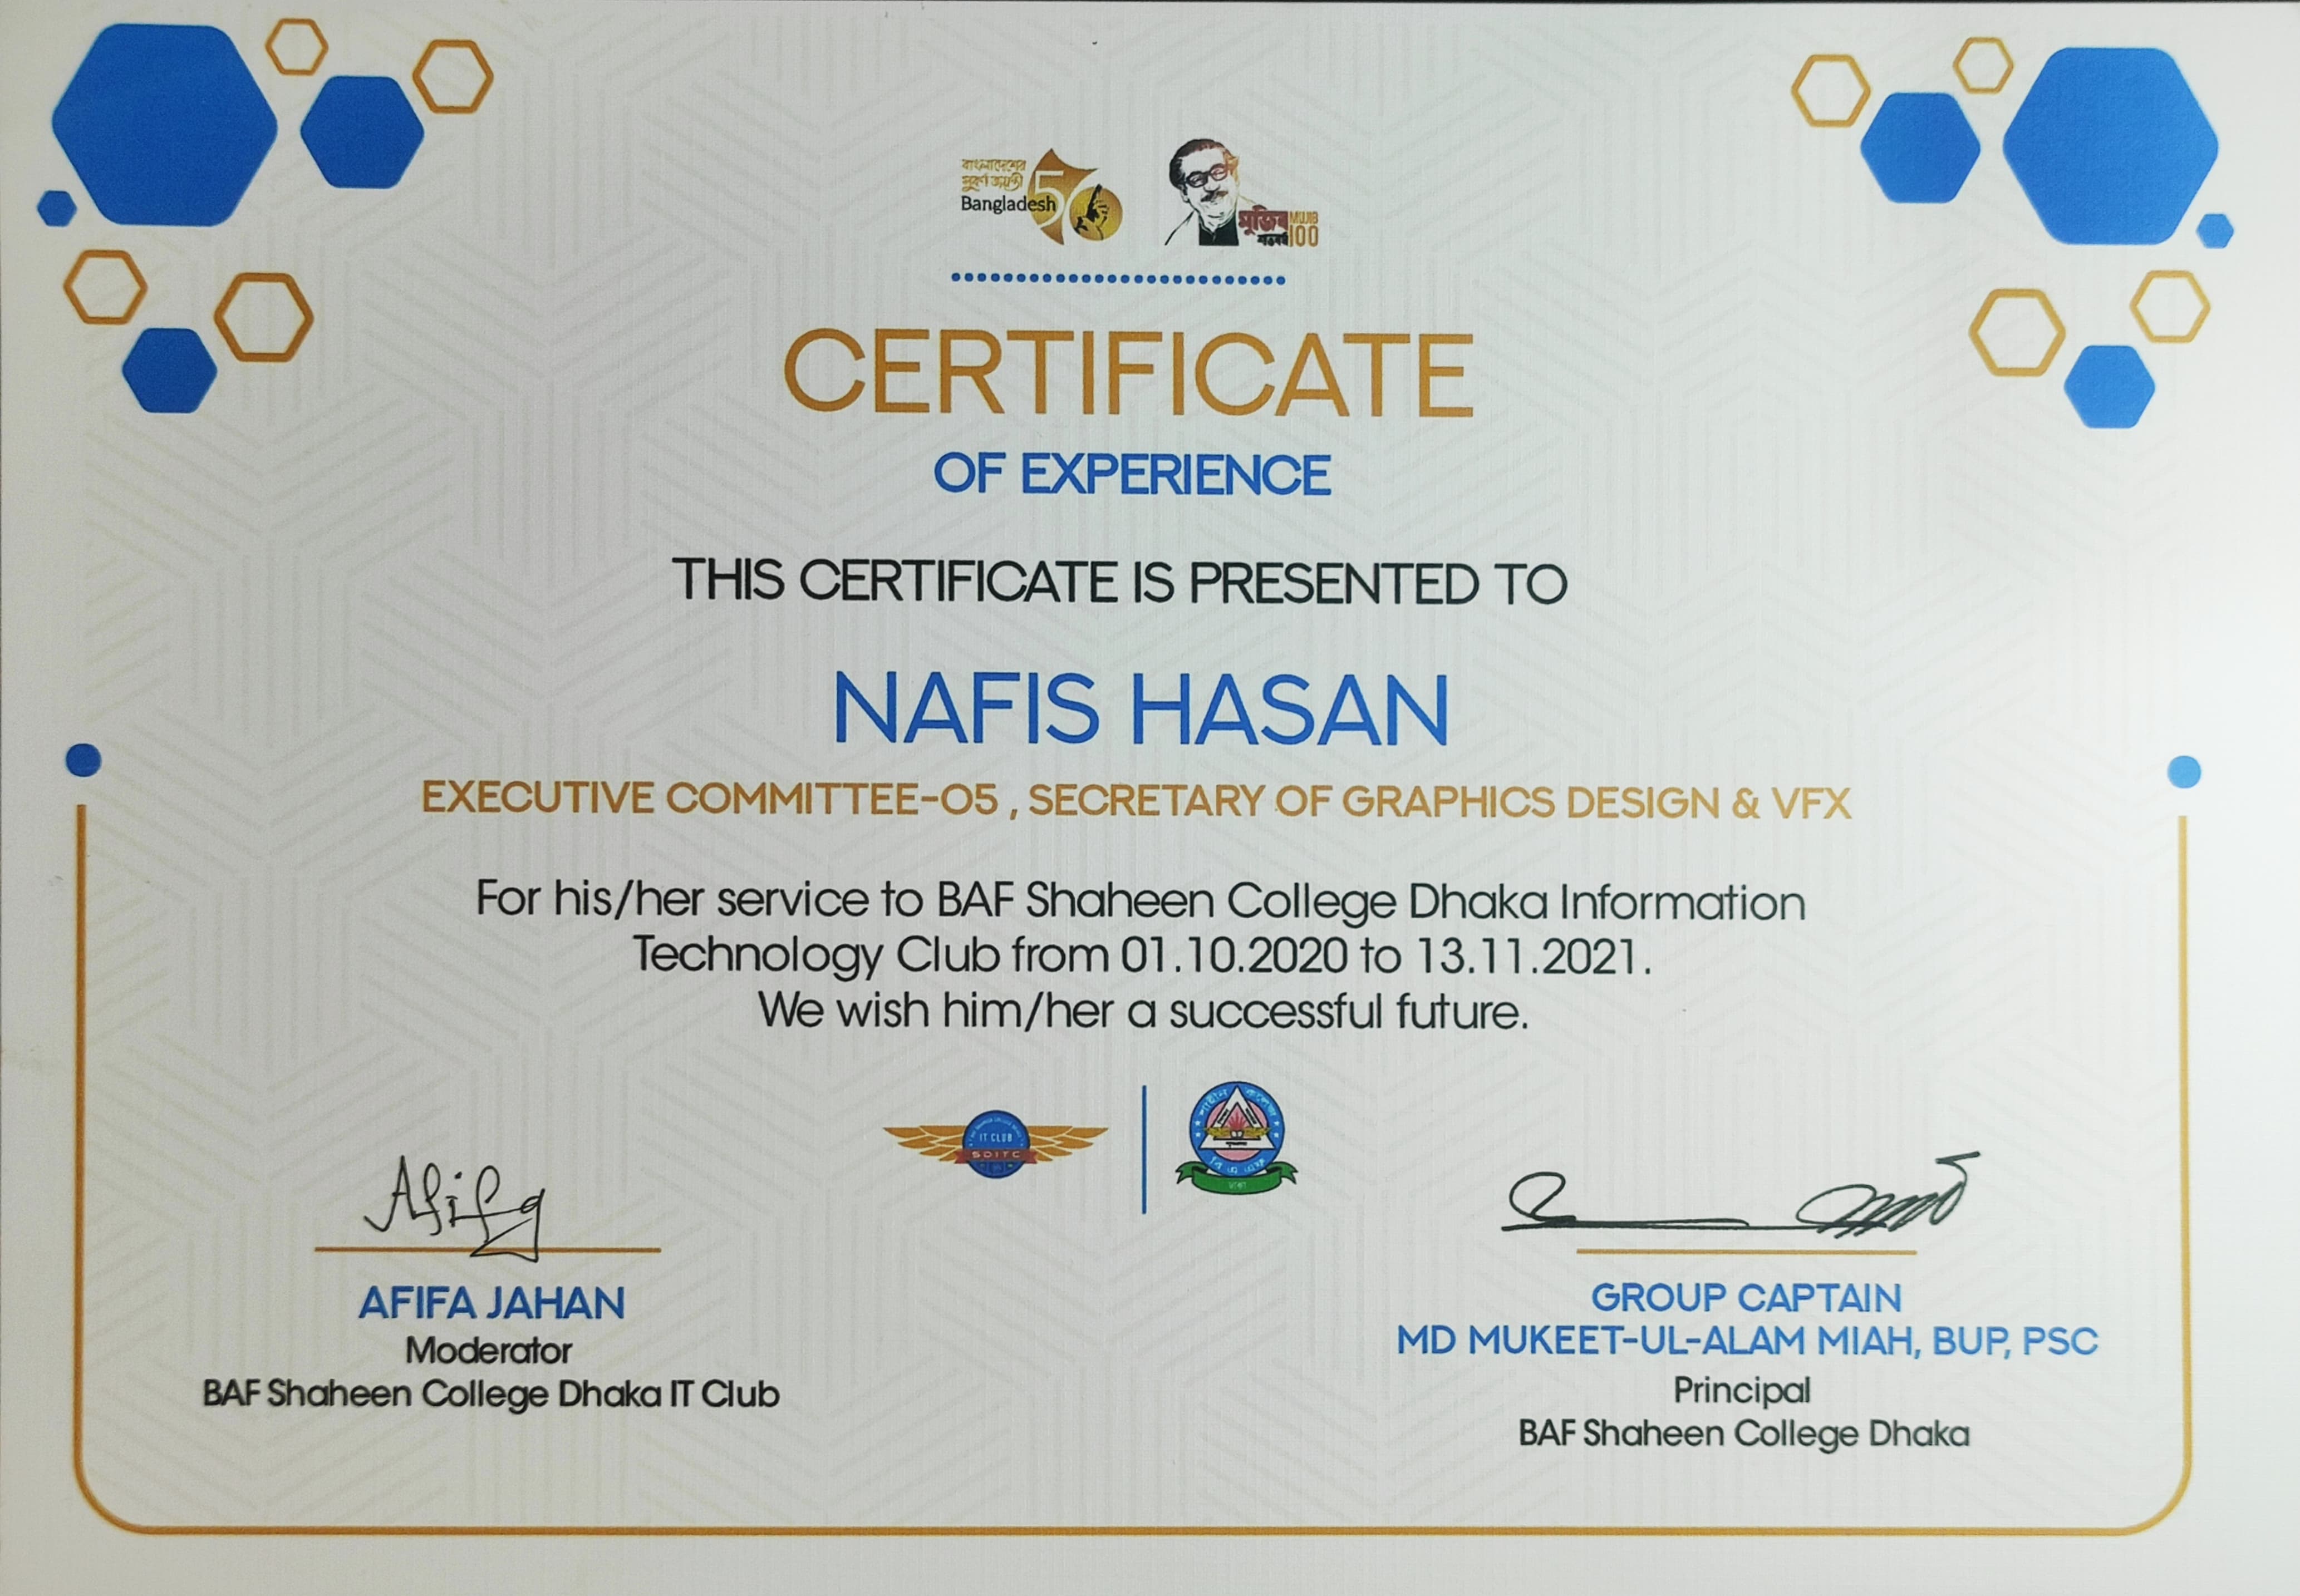 বাংলাদেশের
সুবর্ণ জয়ন্তী
Bangladesh 50
মুজিব MUJIB
শতবর্ষ 100
CERTIFICATE
OF EXPERIENCE
THIS CERTIFICATE IS PRESENTED TO
NAFIS HASAN
EXECUTIVE COMMITTEE-05 , SECRETARY OF GRAPHICS DESIGN & VFX
For his/her service to BAF Shaheen College Dhaka Information
Technology Club from 01.10.2020 to 13.11.2021.
We wish him/her a successful future.
IT CLUB
SDITC
Afifa
AFIFA JAHAN
Moderator
BAF Shaheen College Dhaka IT Club
GROUP CAPTAIN
MD MUKEET-UL-ALAM MIAH, BUP, PSC
Principal
BAF Shaheen College Dhaka